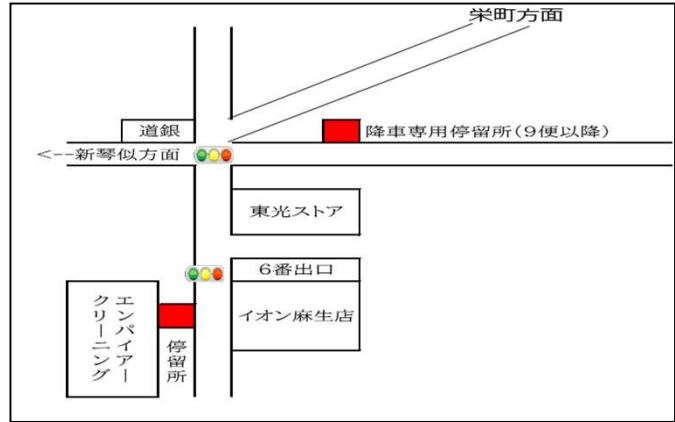 栄町方面
道銀
降車専用停留所(9便以降)
<--新琴似方面
東光ストア
6番出口
イオン麻生店
エンパイアー
クリーニング
停留所